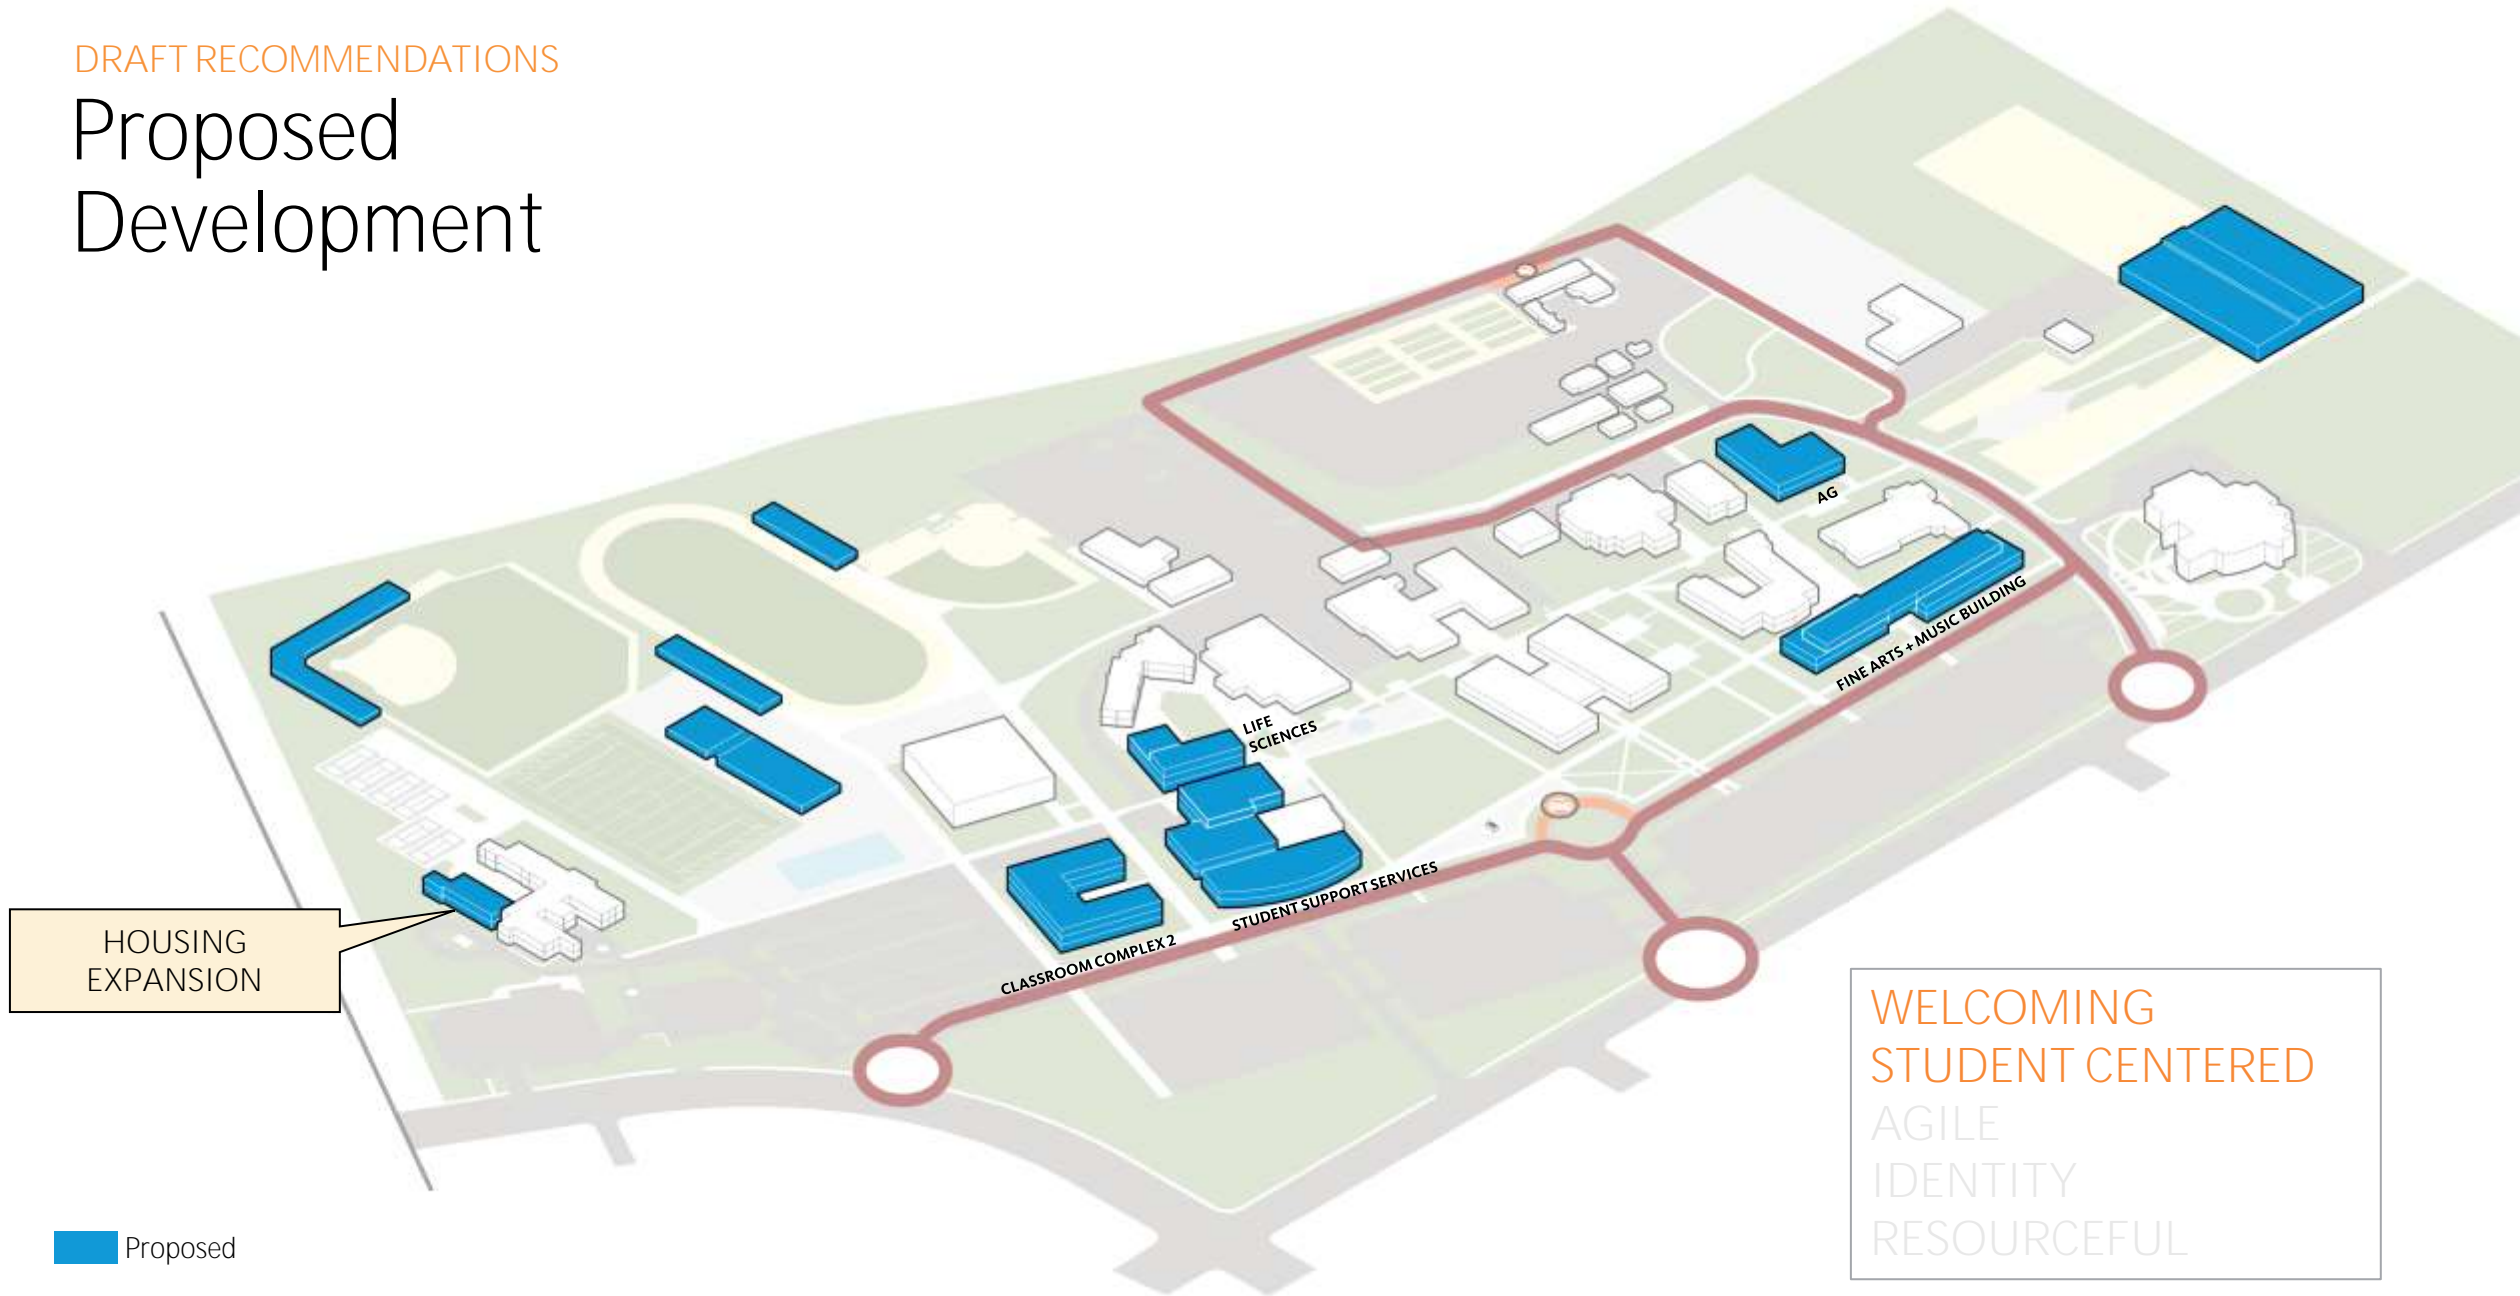 DRAFT RECOMMENDATIONS
Proposed
Development
AG
FINE ARTS + MUSIC BUILDING
LIFE
SCIENCES
STUDENT SUPPORT SERVICES
CLASSROOM COMPLEX 2
HOUSING
EXPANSION
WELCOMING
STUDENT CENTERED
AGILE
IDENTITY
RESOURCEFUL
Proposed